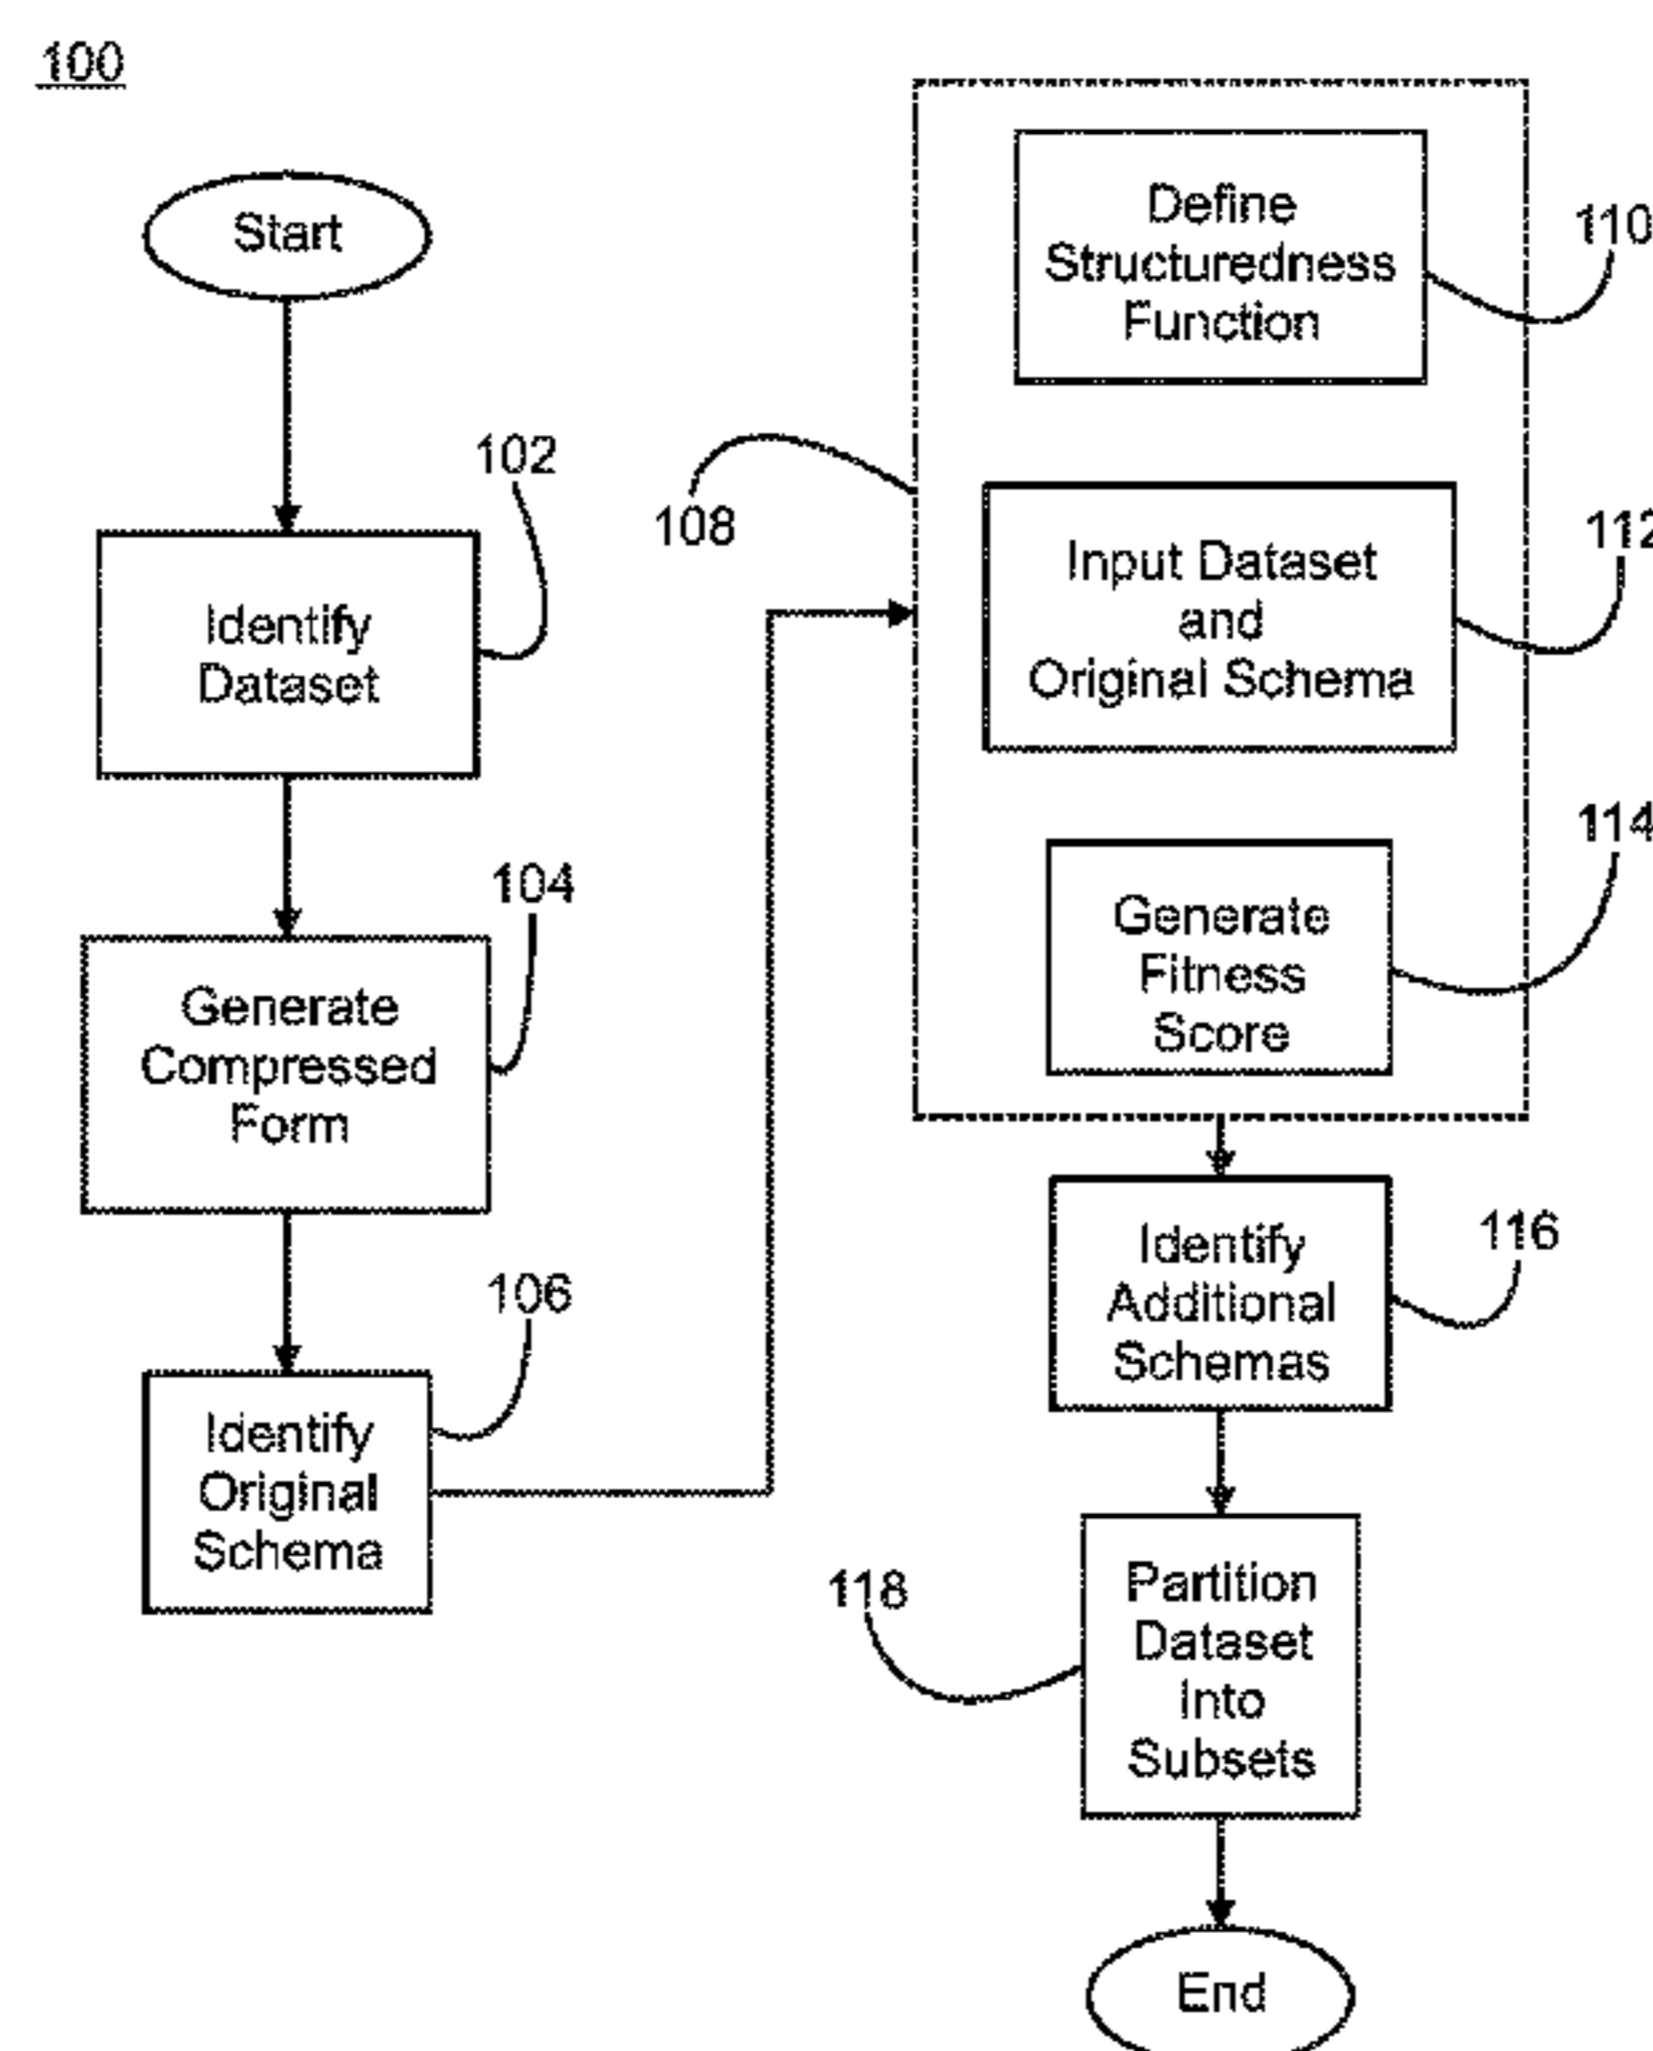 100
Start
102
Identify
Dataset
104
Generate
Compressed
Form
106
Identify
Original
Schema
108
Define
Structuredness
Function
110
Input Dataset
and
Original Schema
112
Generate
Fitness
Score
114
Identify
Additional
Schemas
116
Partition
Dataset
Into
Subsets
118
End